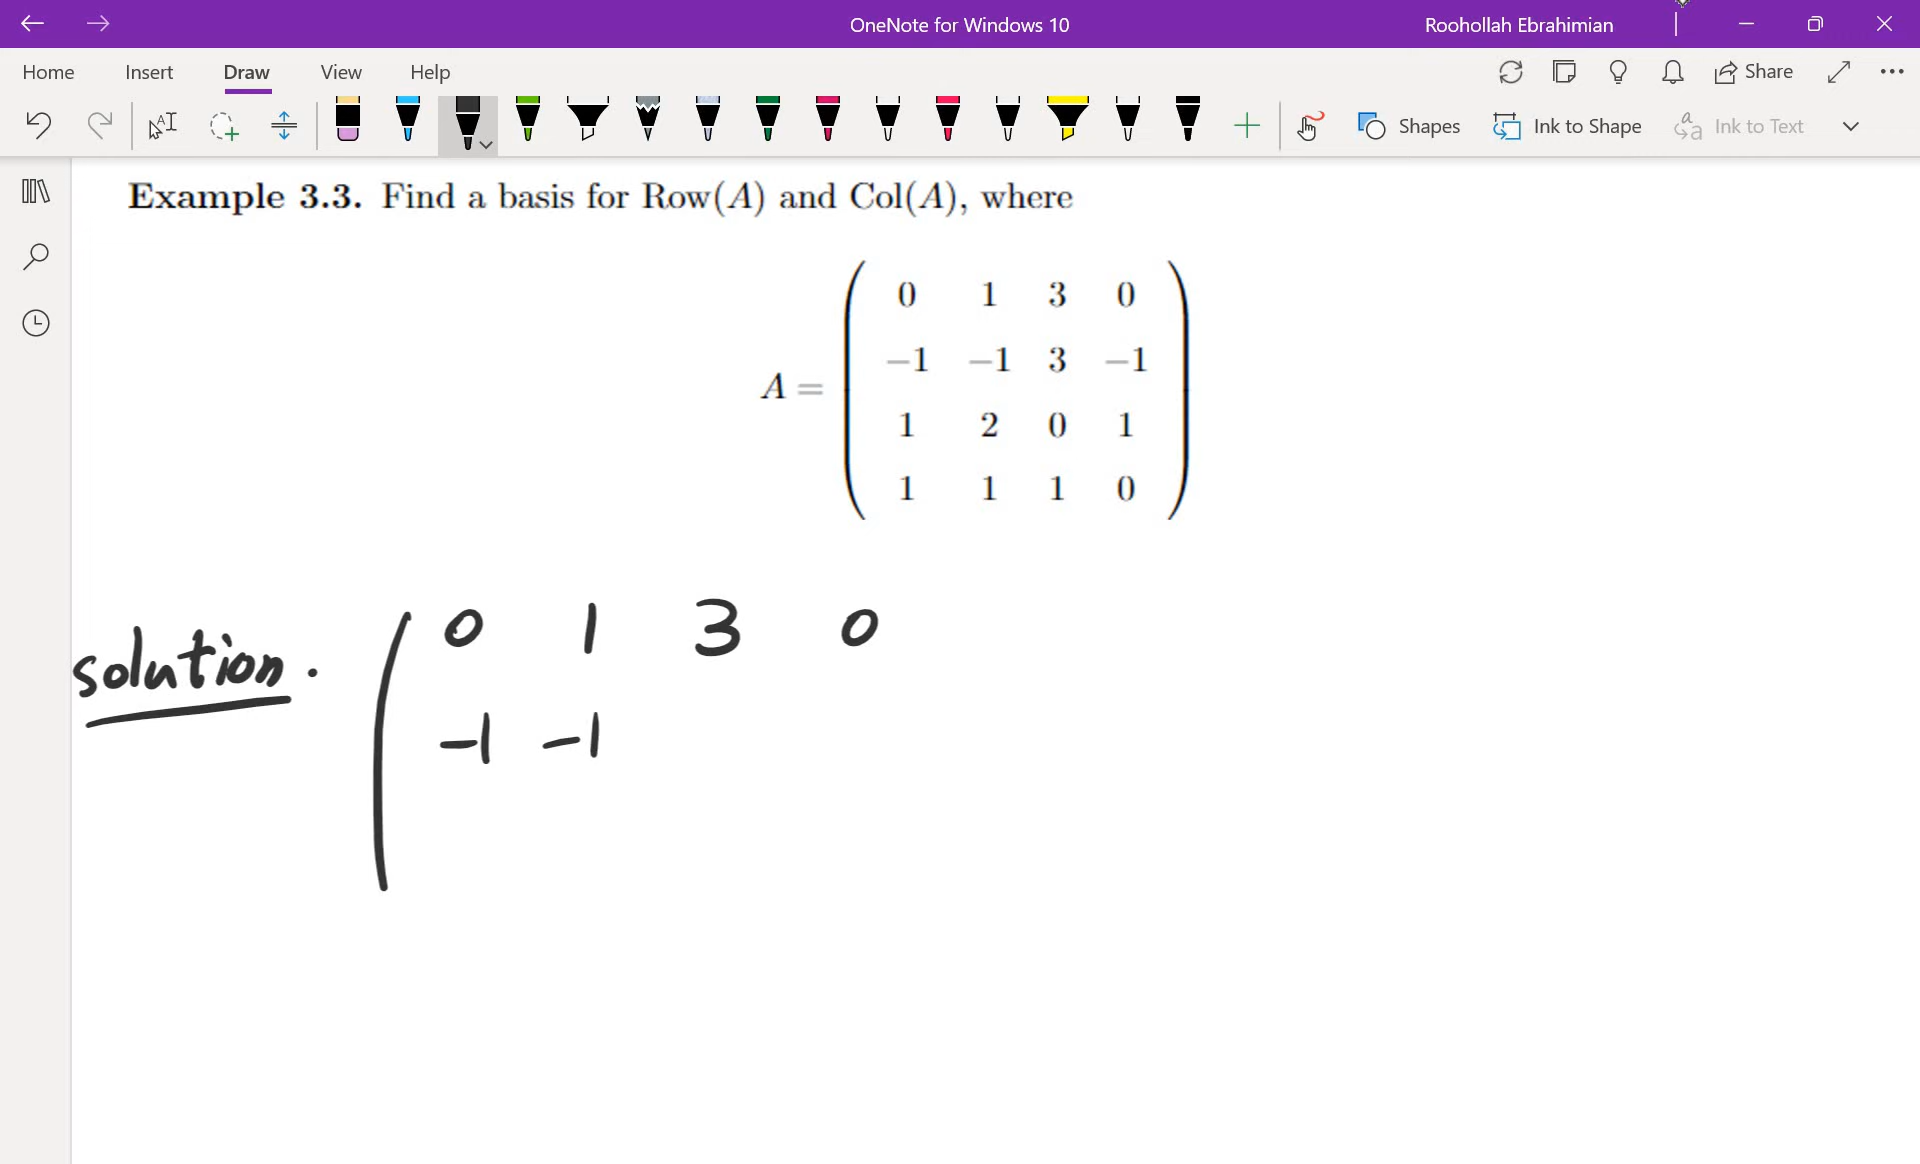 OneNote for Windows 10 Roohollah Ebrahimian
Home Insert Draw View Help Share
Shapes Ink to Shape Ink to Text
Example 3.3. Find a basis for Row(A) and Col(A), where
0 1 3 0
−1 −1 3 −1
A =
1 2 0 1
1 1 1 0
solution. ( 0 1 3 0
-1 -1